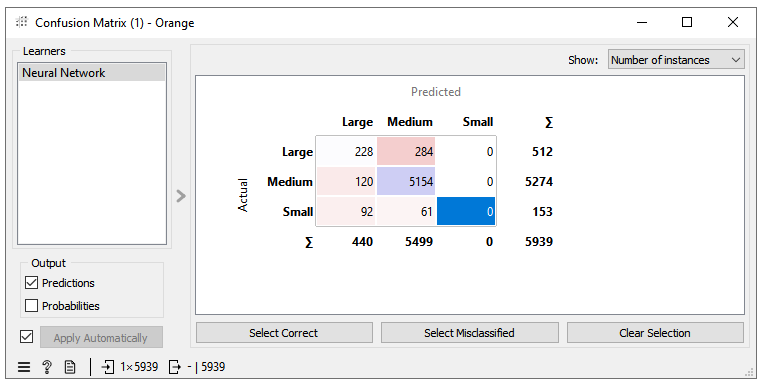 Confusion Matrix (1) - Orange
Learners
Neural Network
Output
Predictions
Probabilities
Apply Automatically
Show: Number of instances
Predicted
Large Medium Small Σ
Large 228 284 0 512
Actual
Medium 120 5154 0 5274
Small 92 61 0 153
Σ 440 5499 0 5939
Select Correct Select Misclassified Clear Selection
1×5939 - | 5939